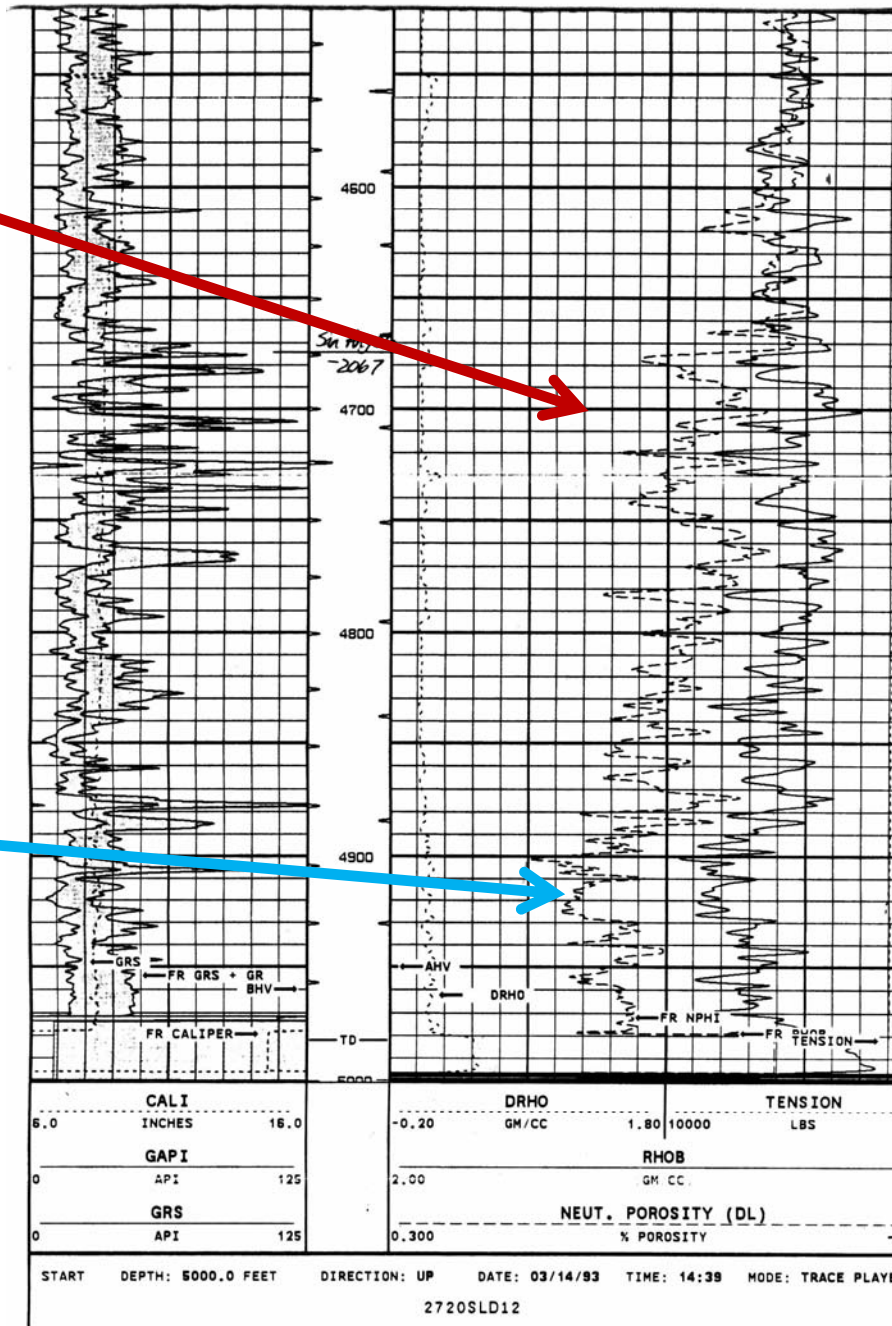 4600
-2067
4700
4800
4900
GRS
FR GRS + GR
BHV
AHV
DRHO
FR NPHI
FR CALIPER
TD
FR
TENSION
5000
CALI
6.0 INCHES 16.0
GAPI
0 API 125
GRS
0 API 125
DRHO TENSION
-0.20 GM/CC 1.80 10000 LBS
RHOB
2.00 GM CC
NEUT. POROSITY (DL)
0.300 % POROSITY
START DEPTH: 5000.0 FEET DIRECTION: UP DATE: 03/14/93 TIME: 14:39 MODE: TRACE PLAYE
2720SLD12